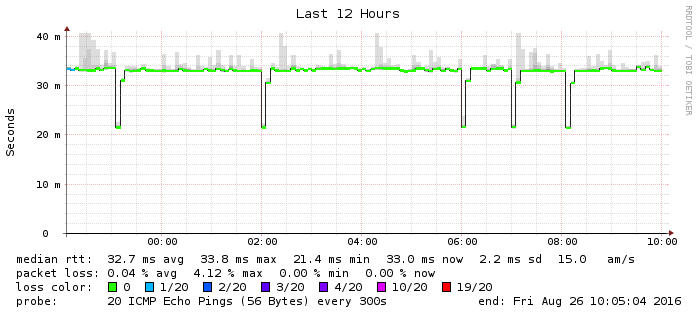 Last 12 Hours
RRDTOOL / TOBI OETIKER
Seconds
40 m
30 m
20 m
10 m
0
00:00 02:00 04:00 06:00 08:00 10:00
median rtt: 32.7 ms avg 33.8 ms max 21.4 ms min 33.0 ms now 2.2 ms sd 15.0 am/s
packet loss: 0.04 % avg 4.12 % max 0.00 % min 0.00 % now
loss color: 0 1/20 2/20 3/20 4/20 10/20 19/20
probe: 20 ICMP Echo Pings (56 Bytes) every 300s end: Fri Aug 26 10:05:04 2016